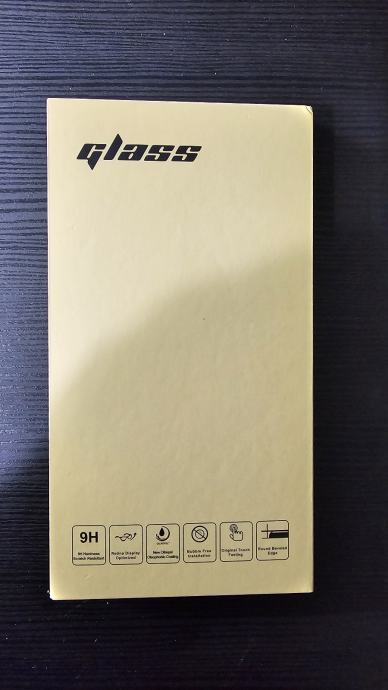 glass
9H
9H Hardness
Scratch Resistant
Retina Display
Optimized
New Oilrepel
Oleophobic Coating
Bubble Free
Installation
Original Touch
Feeling
Round Beveled
Edge